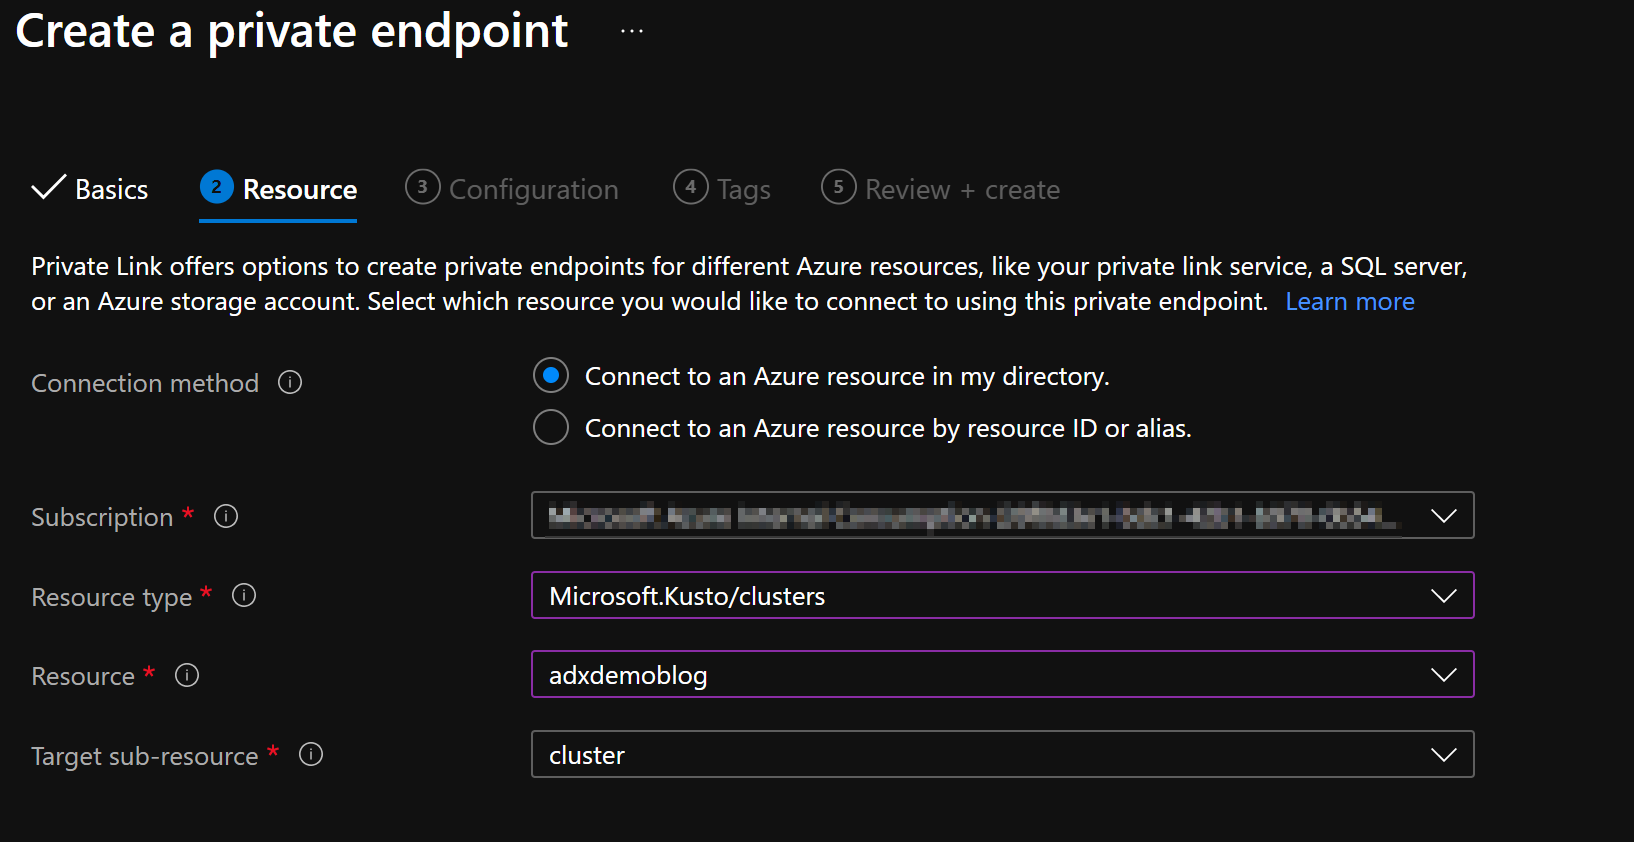 Create a private endpoint ...
Basics 2 Resource 3 Configuration 4 Tags 5 Review + create
Private Link offers options to create private endpoints for different Azure resources, like your private link service, a SQL server,
or an Azure storage account. Select which resource you would like to connect to using this private endpoint. Learn more
Connection method Connect to an Azure resource in my directory.
Connect to an Azure resource by resource ID or alias.
Subscription *
Resource type * Microsoft.Kusto/clusters
Resource * adxdemoblog
Target sub-resource * cluster